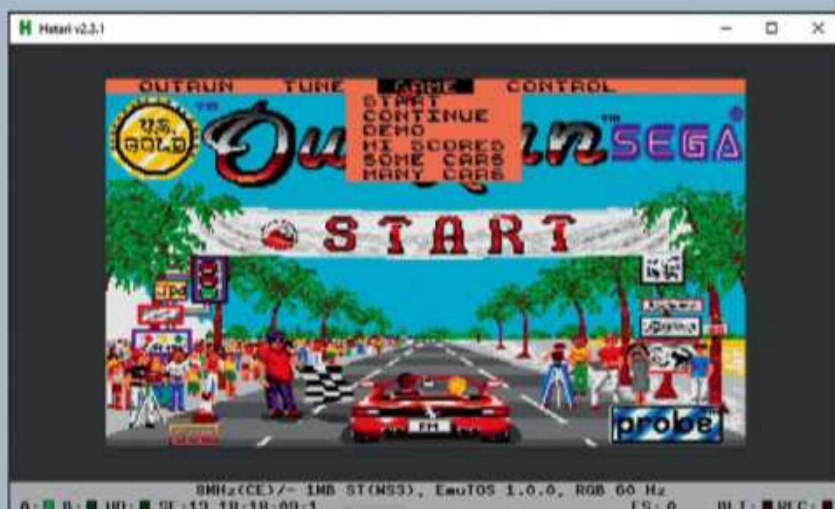 Hatari v2.3.1
OUTRUN TUNE GAME CONTROL
START
CONTINUE
DEMO
HI SCORES
SOME CARS
MANY CARS
U.S. GOLD
SEGA
START
EM
probe
8MHz(CE)/- 1MB ST(WS3), EmuTOS 1.0.0, RGB 60 Hz